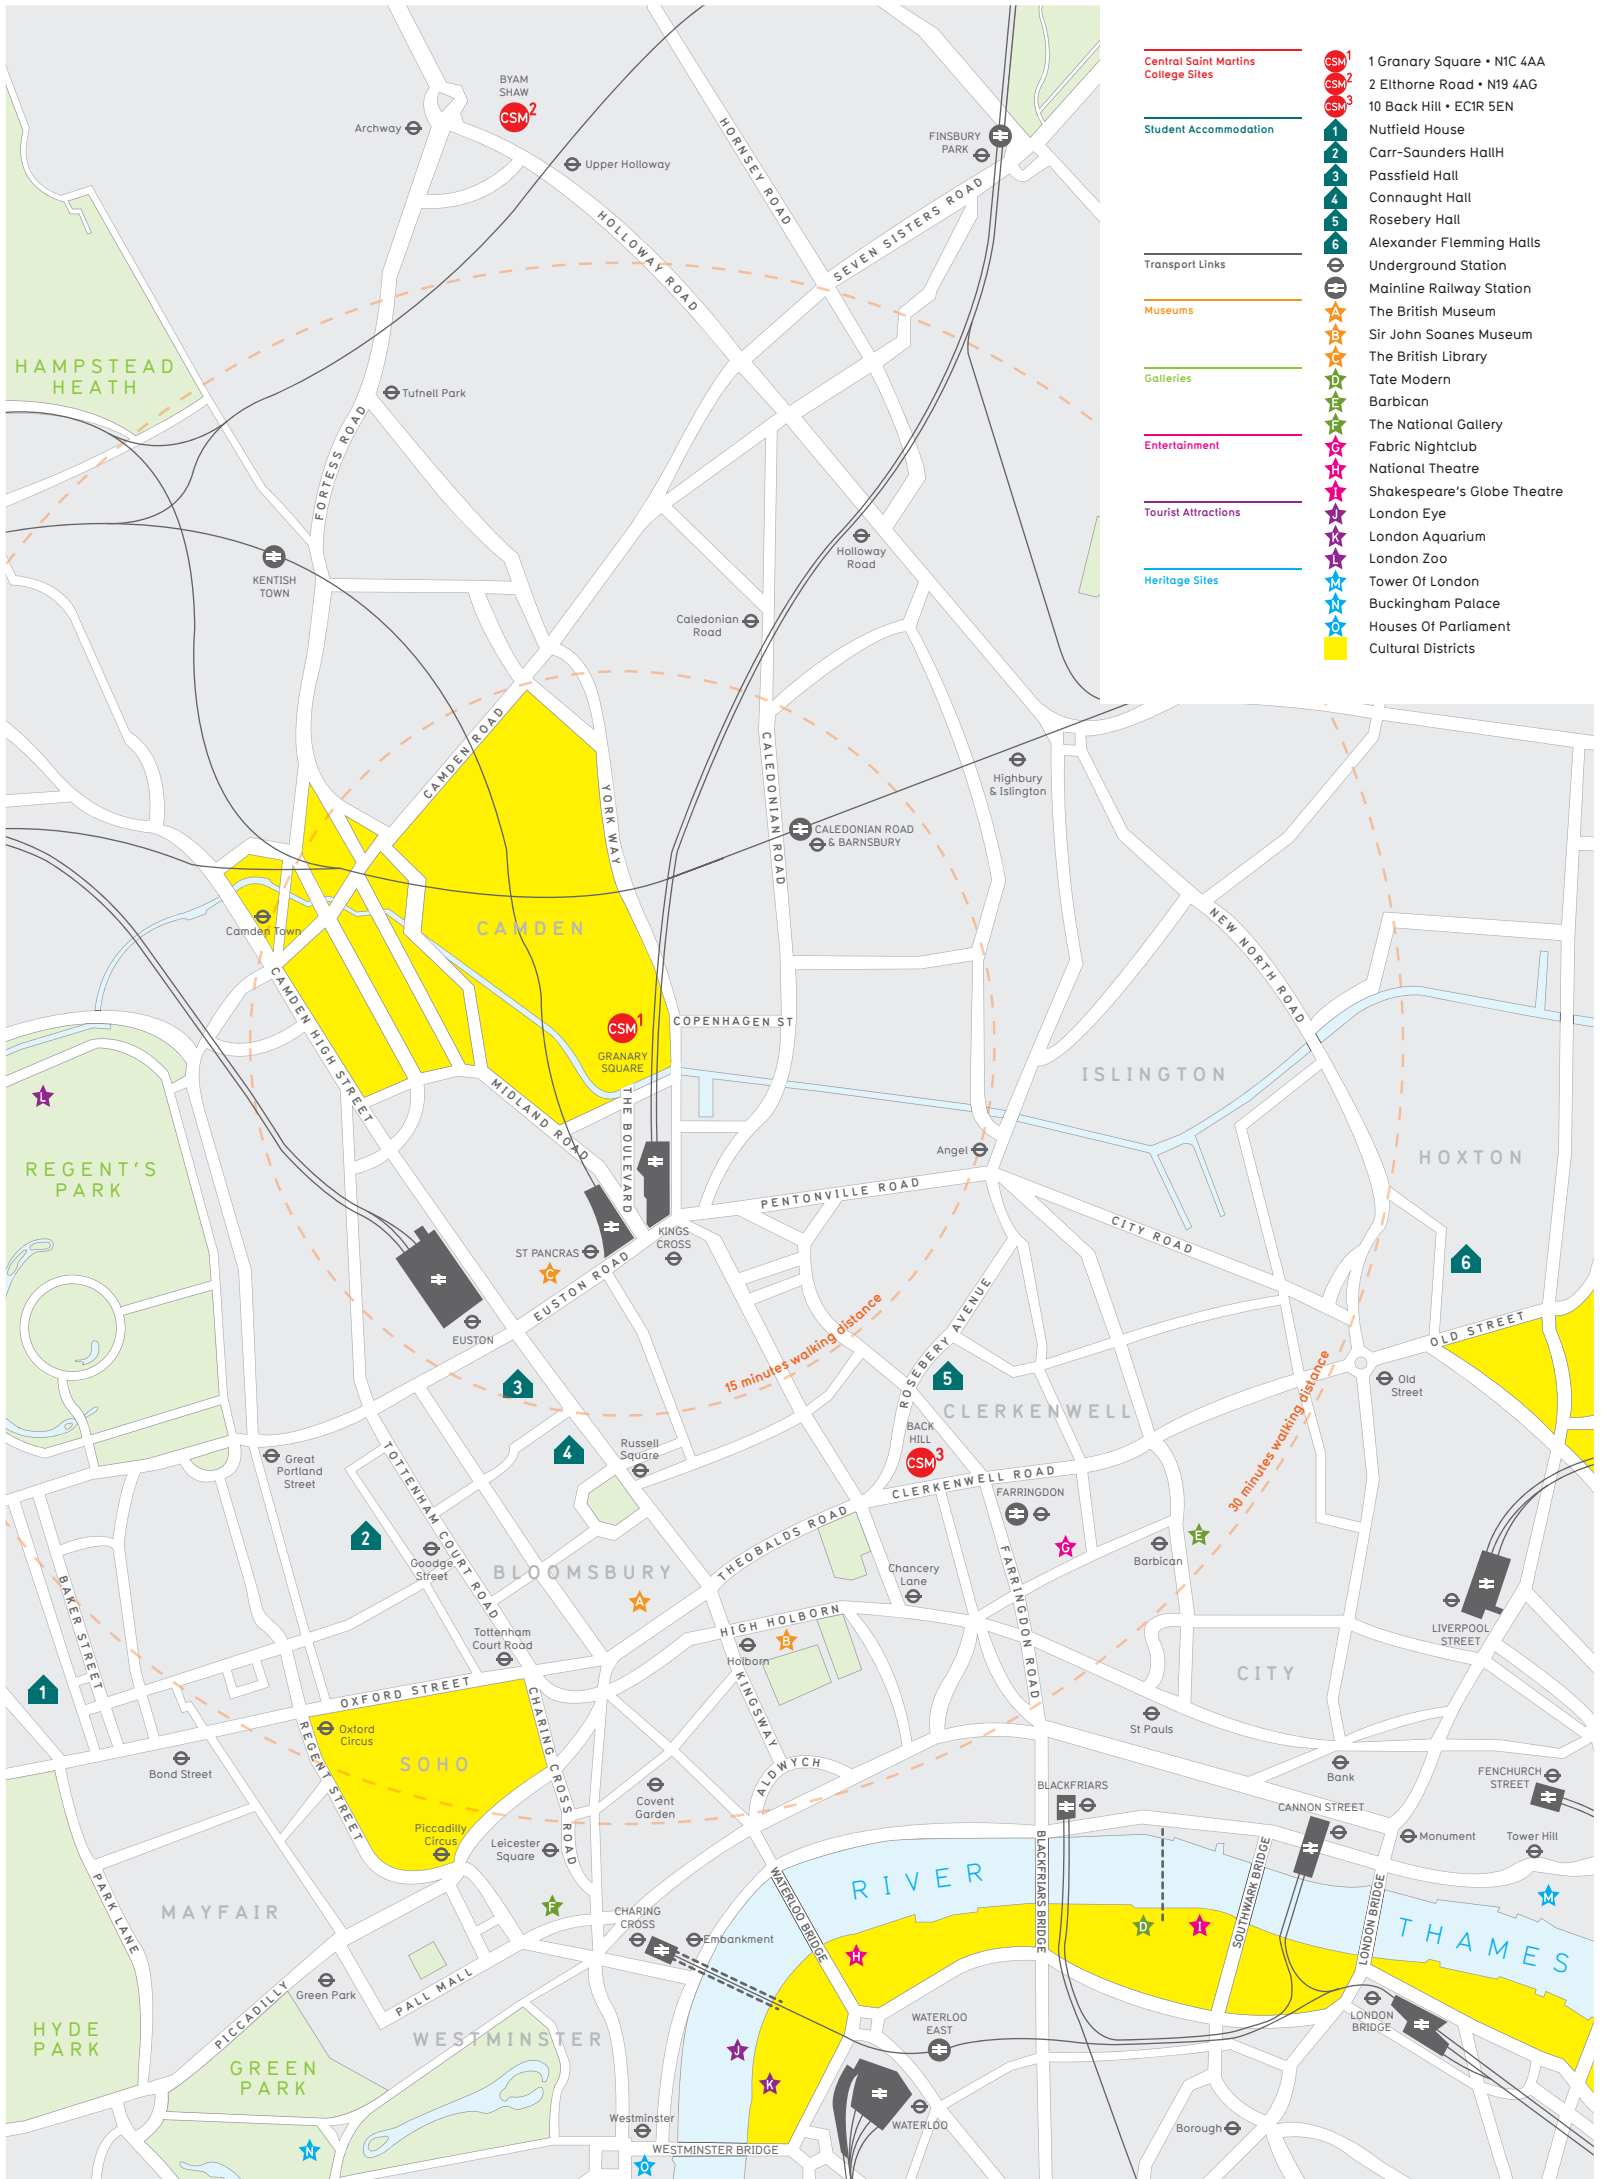 Central Saint Martins
College Sites
CSM1 1 Granary Square • N1C 4AA
CSM2 2 Elthorne Road • N19 4AG
CSM3 10 Back Hill • EC1R 5EN
Student Accommodation
1 Nutfield House
2 Carr-Saunders HallH
3 Passfield Hall
4 Connaught Hall
5 Rosebery Hall
6 Alexander Flemming Halls
Transport Links
Underground Station
Mainline Railway Station
Museums
A The British Museum
B Sir John Soanes Museum
C The British Library
Galleries
D Tate Modern
E Barbican
F The National Gallery
Entertainment
G Fabric Nightclub
H National Theatre
I Shakespeare's Globe Theatre
Tourist Attractions
J London Eye
K London Aquarium
L London Zoo
Heritage Sites
M Tower Of London
N Buckingham Palace
O Houses Of Parliament
Cultural Districts
BYAM
SHAW
CSM2
Archway
Upper Holloway
HORNSEY ROAD
FINSBURY
PARK
SEVEN SISTERS ROAD
HOLLOWAY ROAD
HAMPSTEAD
HEATH
Tufnell Park
FORTESS ROAD
KENTISH
TOWN
Holloway
Road
Caledonian
Road
CAMDEN ROAD
YORK WAY
CALEDONIAN ROAD
Highbury
& Islington
CALEDONIAN ROAD
& BARNSBURY
Camden Town
CAMDEN
NEW NORTH ROAD
CAMDEN HIGH STREET
CSM1
GRANARY
SQUARE
COPENHAGEN ST
ISLINGTON
L
MIDLAND ROAD
THE BOULEVARD
Angel
HOXTON
REGENT'S
PARK
PENTONVILLE ROAD
CITY ROAD
KINGS
CROSS
ST PANCRAS
C
EUSTON ROAD
6
EUSTON
15 minutes walking distance
ROSEBERY AVENUE
OLD STREET
30 minutes walking distance
3
5
Old
Street
CLERKENWELL
BACK
HILL
CSM3
4
Russell
Square
Great
Portland
Street
TOTTENHAM COURT ROAD
CLERKENWELL ROAD
FARRINGDON
2
Goodge
Street
BLOOMSBURY
THEOBALDS ROAD
G
E
Barbican
Chancery
Lane
FARRINGDON ROAD
BAKER STREET
A
HIGH HOLBORN
B
Holborn
Tottenham
Court Road
LIVERPOOL
STREET
CITY
1
OXFORD STREET
KINGSWAY
CHARING CROSS ROAD
REGENT STREET
Oxford
Circus
SOHO
St Pauls
Bond Street
ALDWYCH
Covent
Garden
BLACKFRIARS
Bank
FENCHURCH
STREET
CANNON STREET
Piccadilly
Circus
Leicester
Square
Monument
Tower Hill
RIVER
THAMES
PARK LANE
MAYFAIR
F
CHARING
CROSS
Embankment
WATERLOO BRIDGE
BLACKFRIARS BRIDGE
SOUTHWARK BRIDGE
LONDON BRIDGE
H
D
I
M
Green Park
PICCADILLY
PALL MALL
WATERLOO
EAST
LONDON
BRIDGE
HYDE
PARK
WESTMINSTER
GREEN
PARK
J
K
WATERLOO
Borough
Westminster
WESTMINSTER BRIDGE
N
O